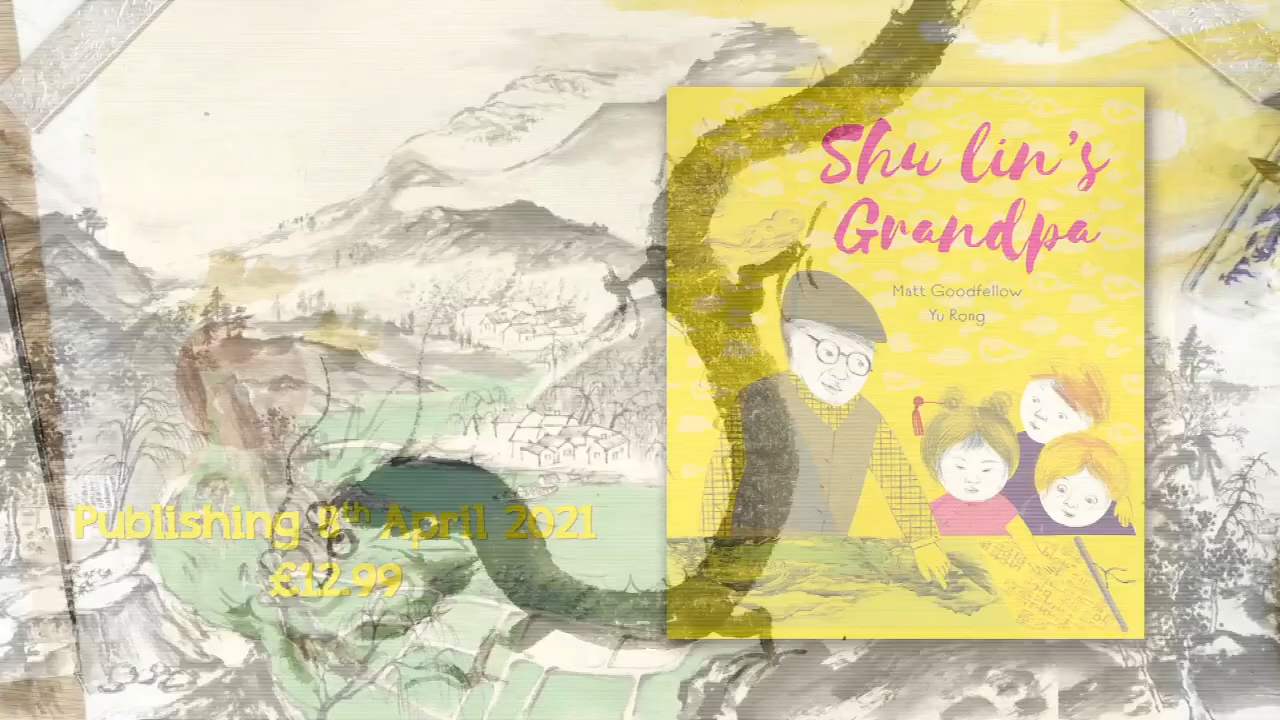 Shu lin's
Grandpa
Matt Goodfellow
Yu Rong
Publishing 8th April 2021
£12.99